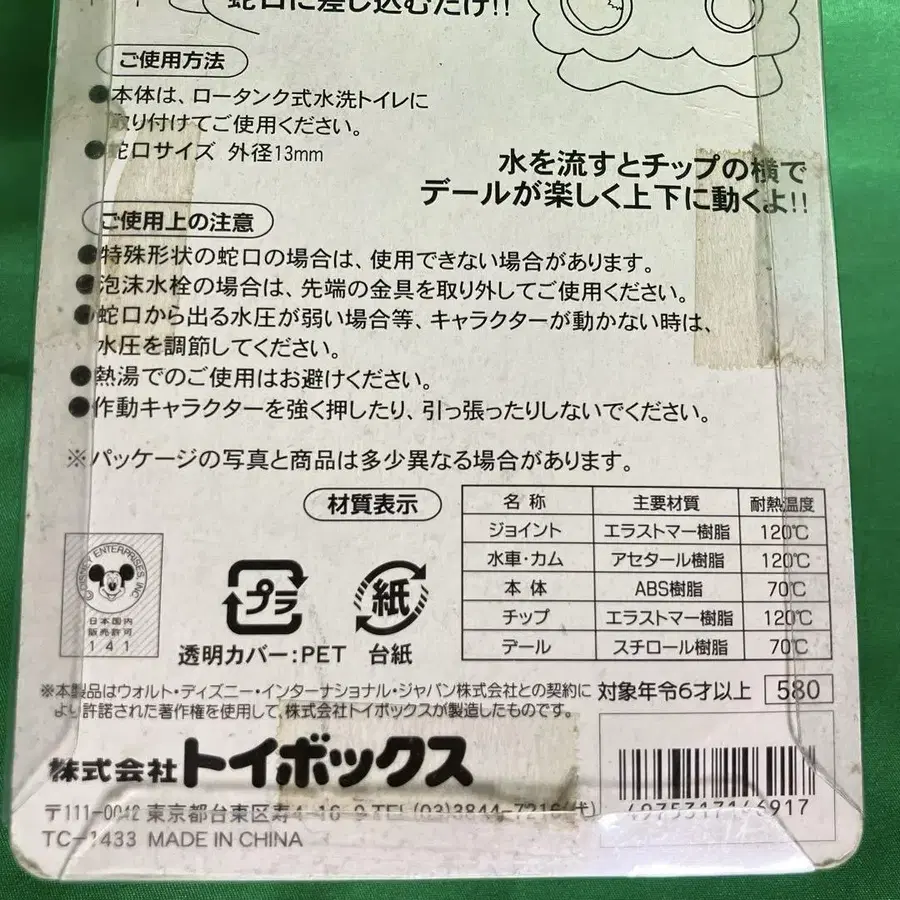 蛇口に差し込むだけ!!
ご使用方法
●本体は、ロータンク式水洗トイレに
取り付けてご使用ください。
●蛇口サイズ 外径13mm
水を流すとチップの横で
デールが楽しく上下に動くよ!!
ご使用上の注意
●特殊形状の蛇口の場合は、使用できない場合があります。
●泡沫水栓の場合は、先端の金具を取り外してご使用ください。
●蛇口から出る水圧が弱い場合等、キャラクターが動かない時は、
水圧を調節してください。
●熱湯でのご使用はお避けください。
●作動キャラクターを強く押したり、引っ張ったりしないでください。
※パッケージの写真と商品は多少異なる場合があります。
材質表示
名称 主要材質 耐熱温度
ジョイント エラストマー樹脂 120℃
水車・カム アセタール樹脂 120℃
本体 ABS樹脂 70℃
チップ エラストマー樹脂 120℃
デール スチロール樹脂 70℃
© DISNEY ENTERPRISES, INC.
日本国内
販売許可
141
プラ
紙
透明カバー:PET 台紙
※本製品はウォルト・ディズニー・インターナショナル・ジャパン株式会社との契約に
より許諾された著作権を使用して、株式会社トイボックスが製造したものです。
対象年令6才以上 580
株式会社トイボックス
〒111-0042 東京都台東区寿4-16-9 TEL(03)3844-7216(代)
TC-1433 MADE IN CHINA
4975317146917